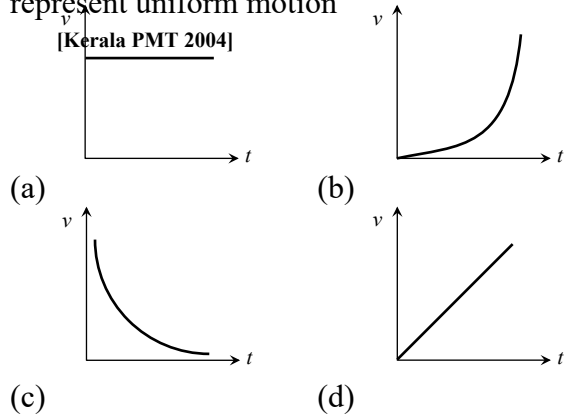 represent uniform motion
[Kerala PMT 2004]
v
t
(a)
v
t
(b)
v
t
(c)
v
t
(d)